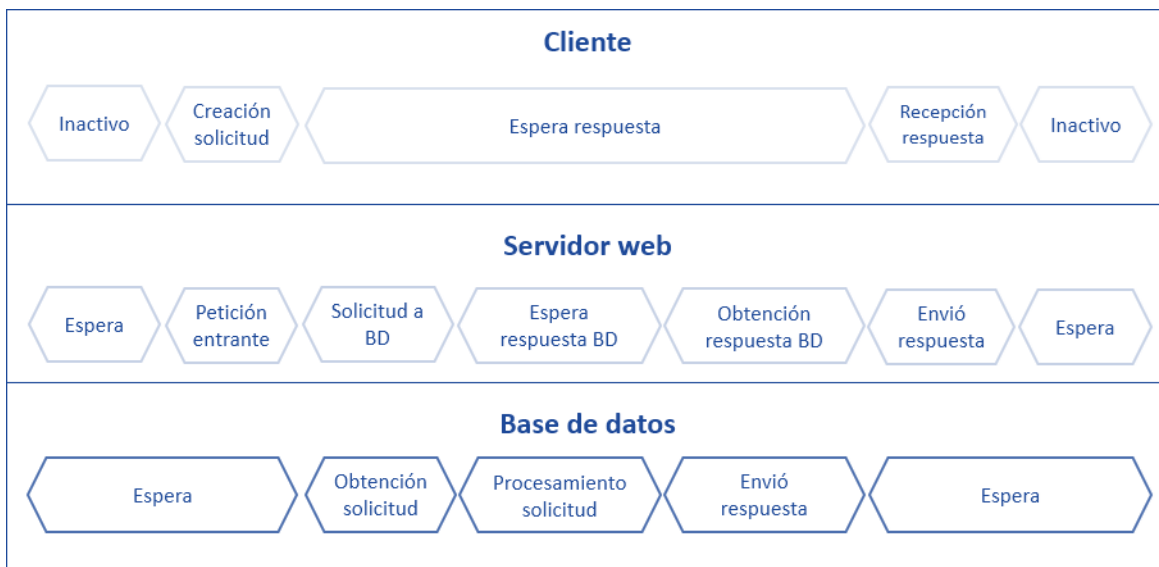 Cliente
Inactivo
Creación
solicitud
Espera respuesta
Recepción
respuesta
Inactivo
Servidor web
Espera
Petición
entrante
Solicitud a
BD
Espera
respuesta BD
Obtención
respuesta BD
Envió
respuesta
Espera
Base de datos
Espera
Obtención
solicitud
Procesamiento
solicitud
Envió
respuesta
Espera